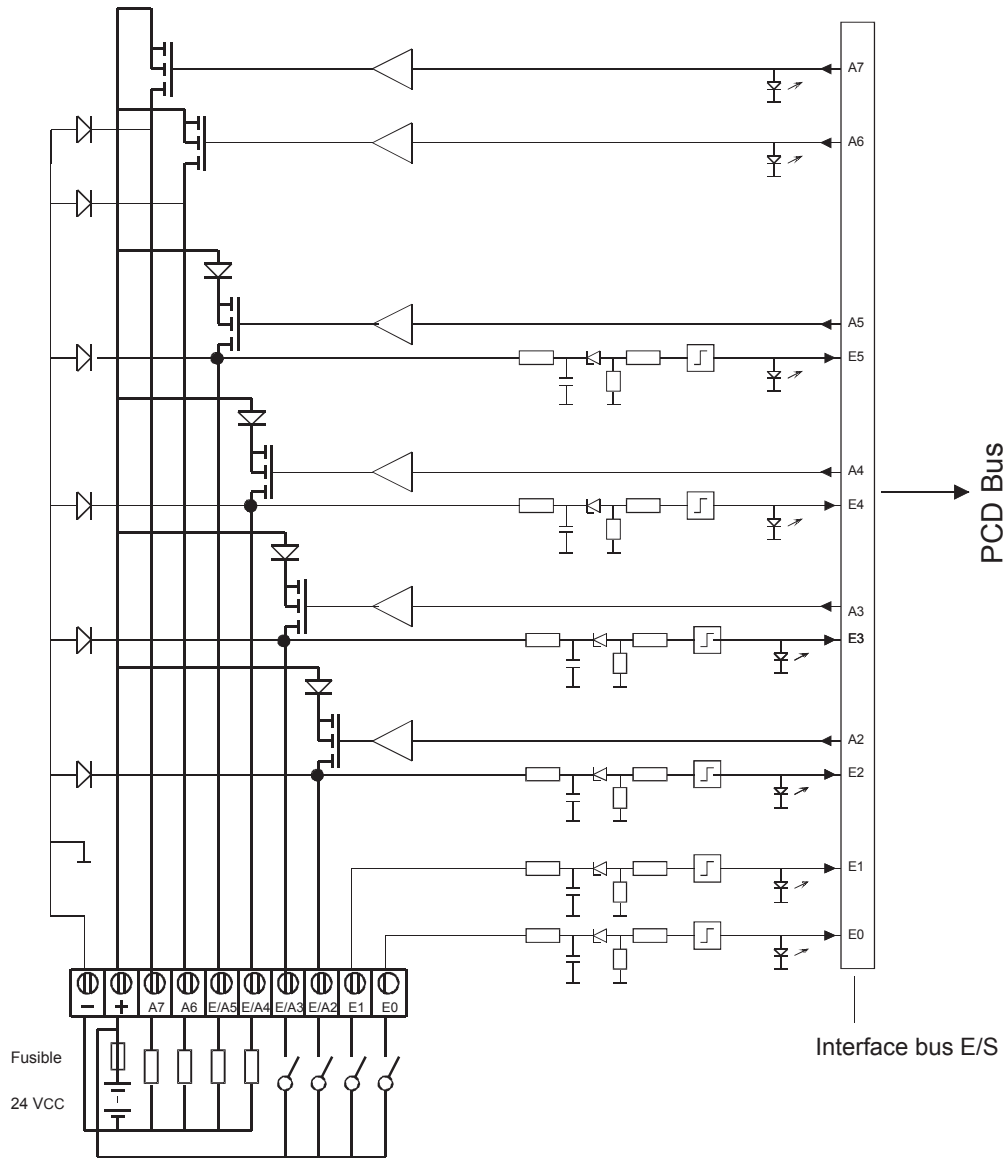 A7
A6
A5
E5
A4
E4
A3
E3
A2
E2
E1
E0
PCD Bus
- + A7 A6 E/A5 E/A4 E/A3 E/A2 E1 E0
Interface bus E/S
Fusible
24 VCC